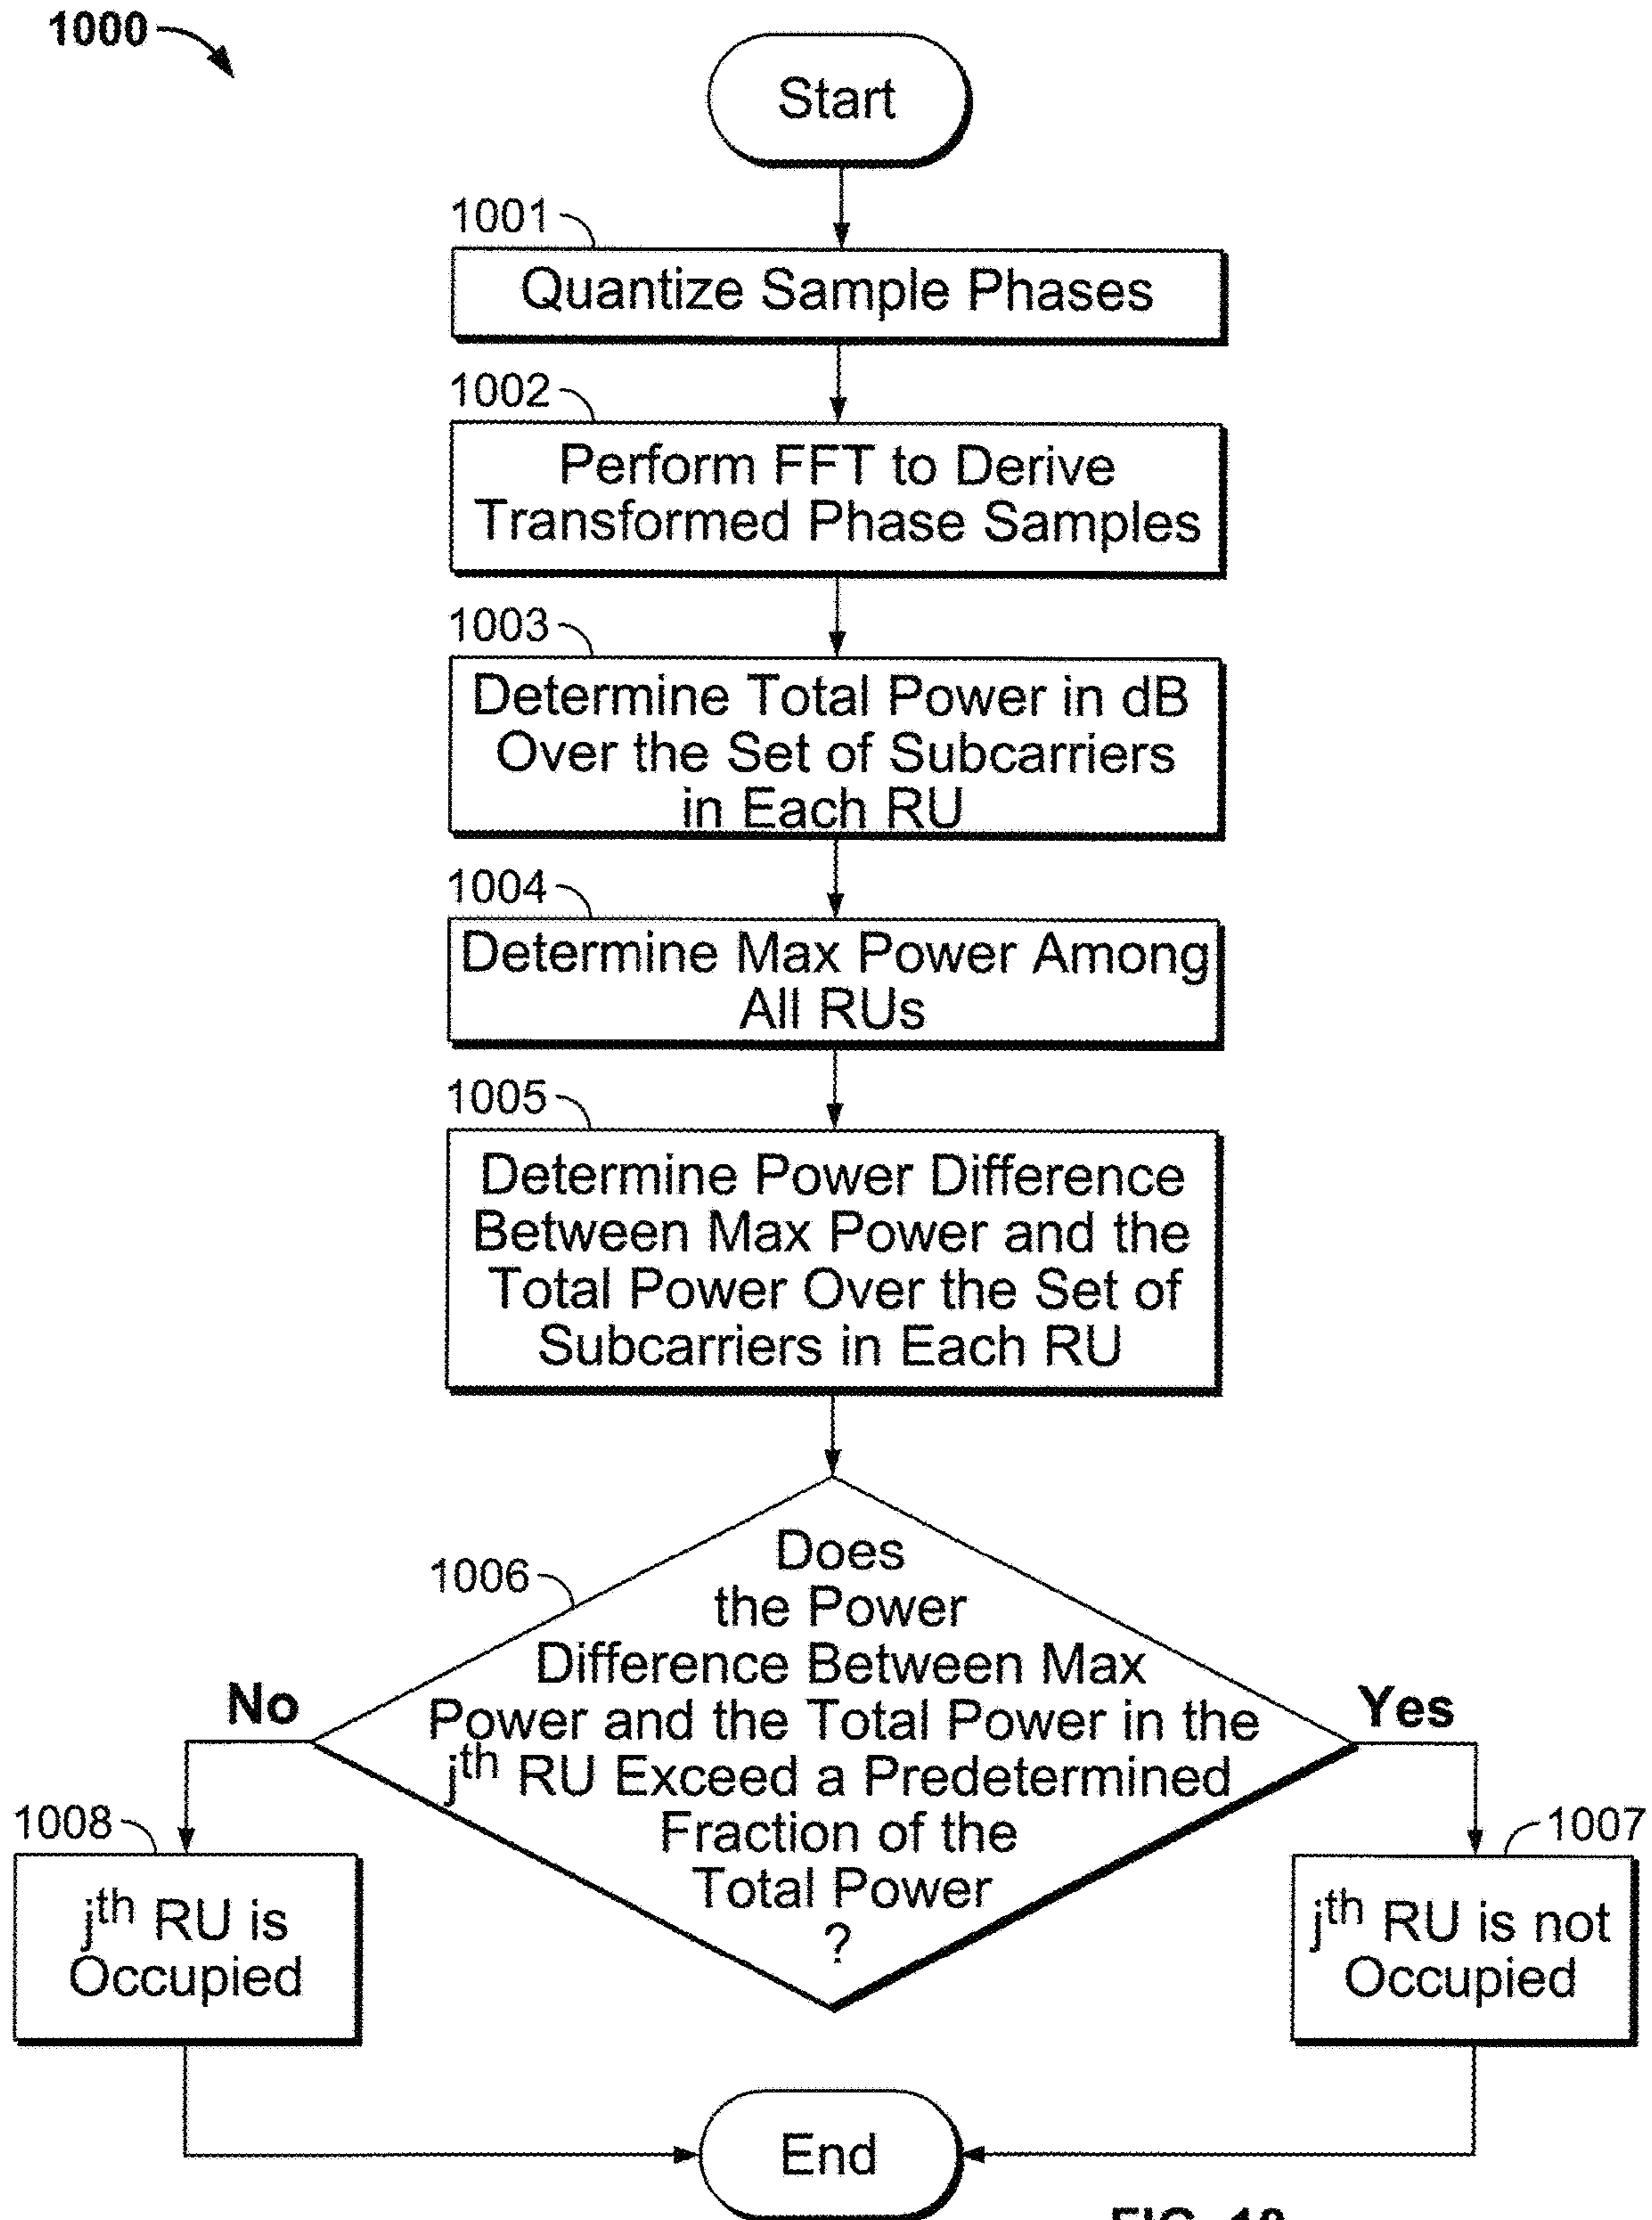 1000
Start
1001
Quantize Sample Phases
1002
Perform FFT to Derive
Transformed Phase Samples
1003
Determine Total Power in dB
Over the Set of Subcarriers
in Each RU
1004
Determine Max Power Among
All RUs
1005
Determine Power Difference
Between Max Power and the
Total Power Over the Set of
Subcarriers in Each RU
1006
Does
the Power
Difference Between Max
Power and the Total Power in the
jth RU Exceed a Predetermined
Fraction of the
Total Power
?
No
Yes
1008
jth RU is
Occupied
1007
jth RU is not
Occupied
End